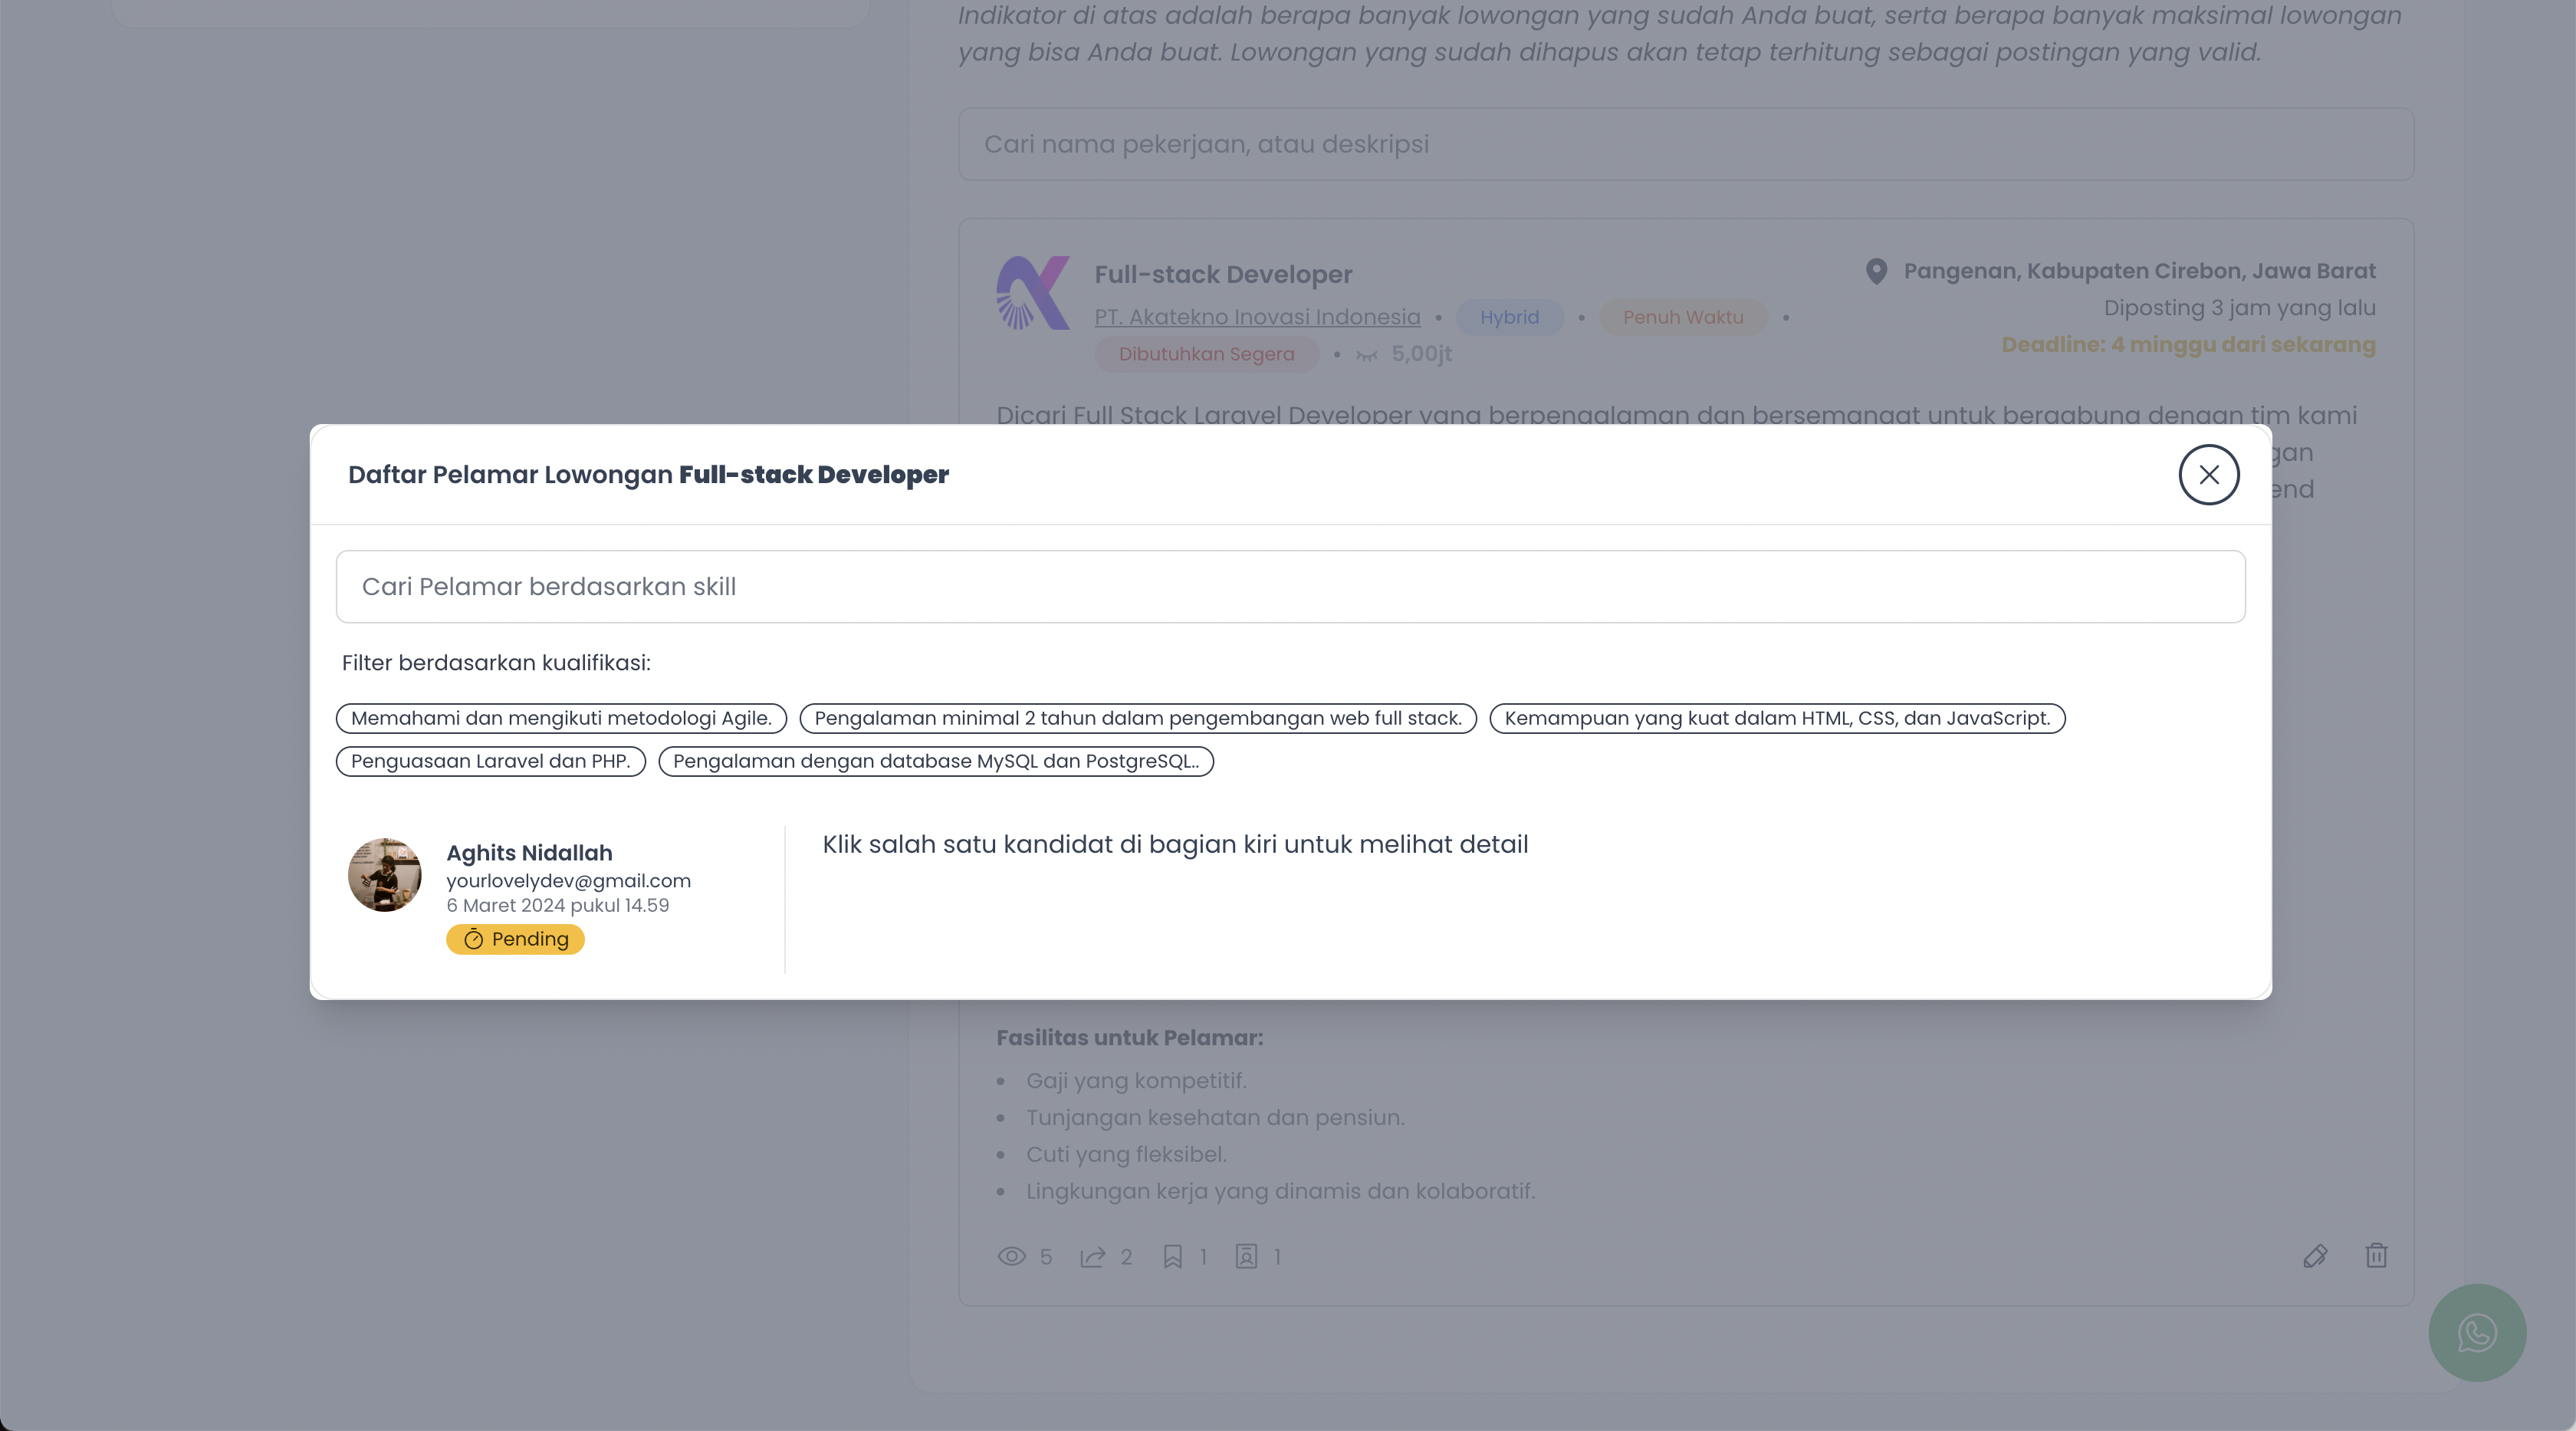 Indikator di atas adalah berapa banyak lowongan yang sudah Anda buat, serta berapa banyak maksimal lowongan
yang bisa Anda buat. Lowongan yang sudah dihapus akan tetap terhitung sebagai postingan yang valid.
Cari nama pekerjaan, atau deskripsi
Full-stack Developer
PT. Akatekno Inovasi Indonesia • Hybrid • Penuh Waktu •
Dibutuhkan Segera • 5,00jt
Pangenan, Kabupaten Cirebon, Jawa Barat
Diposting 3 jam yang lalu
Deadline: 4 minggu dari sekarang
Dicari Full Stack Laravel Developer yang berpengalaman dan bersemangat untuk bergabung dengan tim kami
Daftar Pelamar Lowongan Full-stack Developer
Cari Pelamar berdasarkan skill
Filter berdasarkan kualifikasi:
Memahami dan mengikuti metodologi Agile. Pengalaman minimal 2 tahun dalam pengembangan web full stack. Kemampuan yang kuat dalam HTML, CSS, dan JavaScript.
Penguasaan Laravel dan PHP. Pengalaman dengan database MySQL dan PostgreSQL..
Aghits Nidallah
yourlovelydev@gmail.com
6 Maret 2024 pukul 14.59
Pending
Klik salah satu kandidat di bagian kiri untuk melihat detail
Fasilitas untuk Pelamar:
• Gaji yang kompetitif.
• Tunjangan kesehatan dan pensiun.
• Cuti yang fleksibel.
• Lingkungan kerja yang dinamis dan kolaboratif.
5 2 1 1